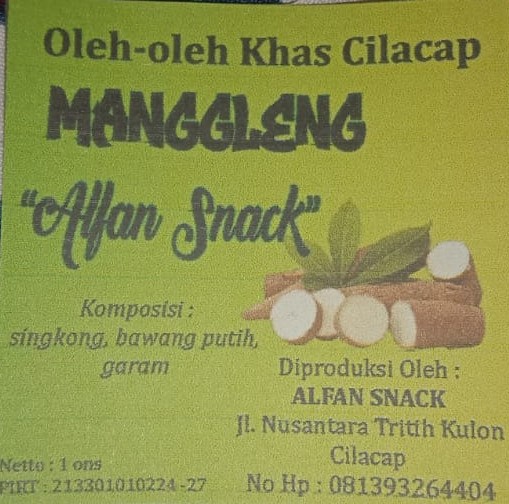 Oleh-oleh Khas Cilacap
MANGGLENG
"Alfan Snack"
Komposisi :
singkong, bawang putih,
garam
Diproduksi Oleh :
ALFAN SNACK
Jl. Nusantara Tritih Kulon
Cilacap
No Hp : 081393264404
Netto : 1 ons
PIRT : 213301010224 -27